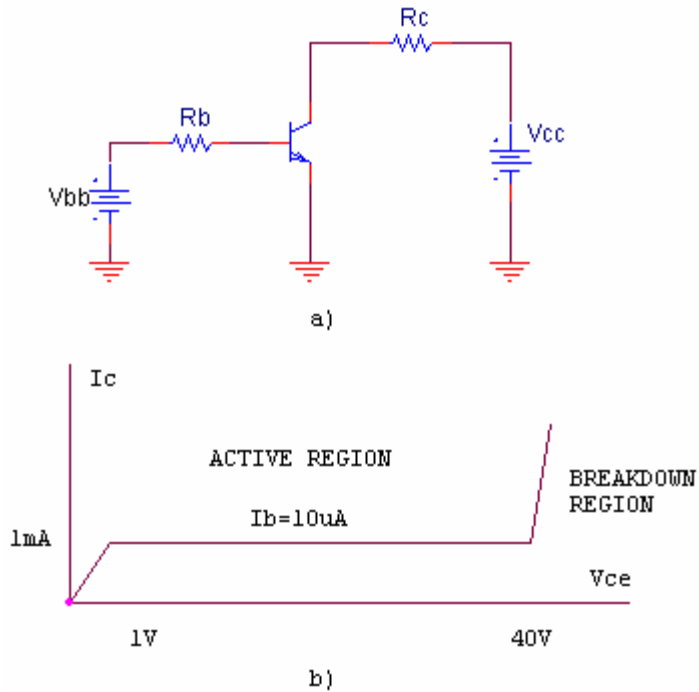 Rc
Rb
Vcc
Vbb
a)
Ic
ACTIVE REGION
BREAKDOWN
REGION
Ib=10uA
1mA
Vce
1V
40V
b)